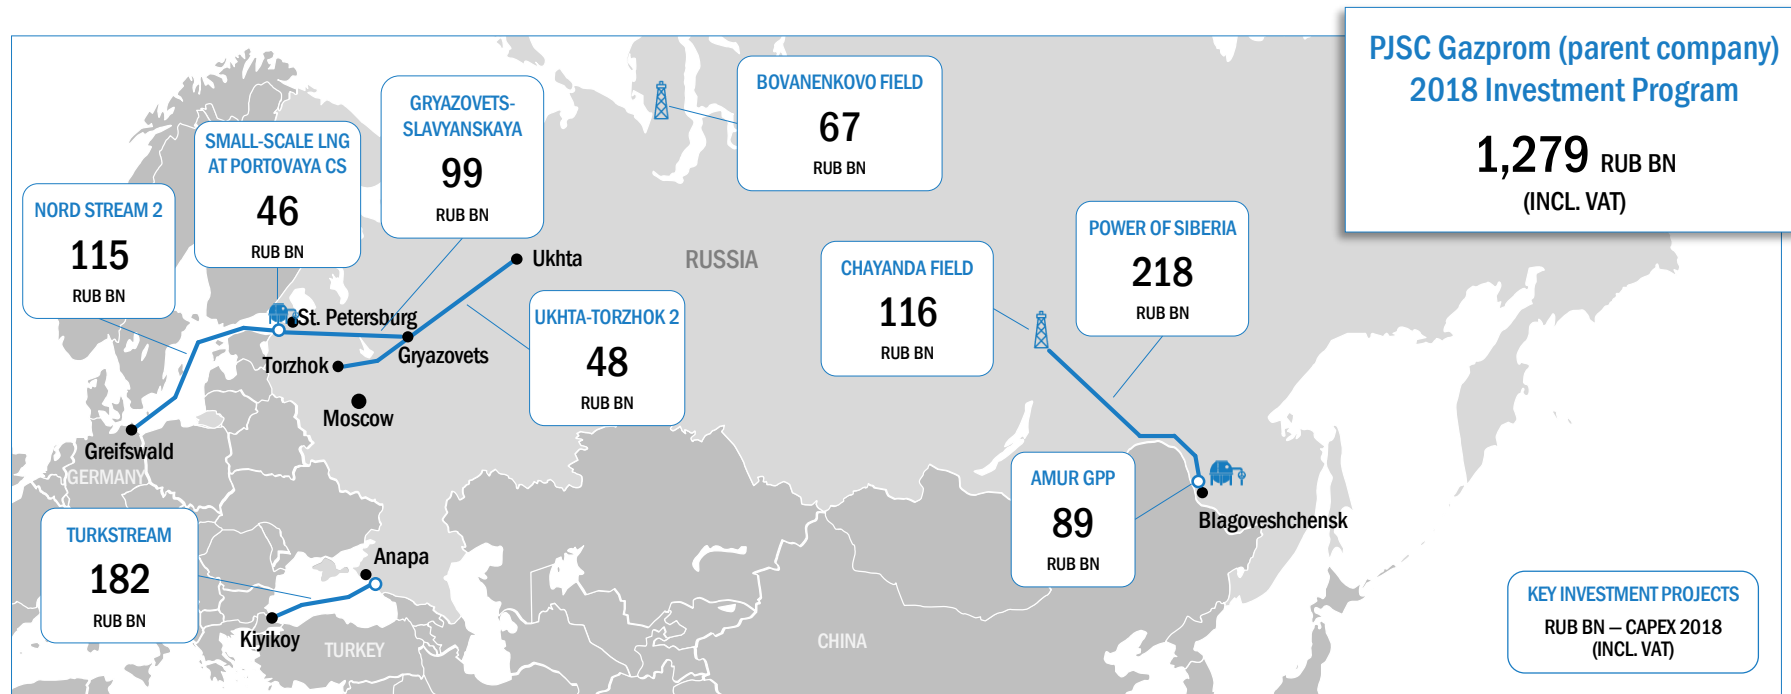 PJSC Gazprom (parent company)
2018 Investment Program
1,279 RUB BN
(INCL. VAT)
BOVANENKOVO FIELD
67
RUB BN
GRYAZOVETS-
SLAVYANSKAYA
99
RUB BN
SMALL-SCALE LNG
AT PORTOVAYA CS
46
RUB BN
NORD STREAM 2
115
RUB BN
POWER OF SIBERIA
218
RUB BN
CHAYANDA FIELD
116
RUB BN
RUSSIA
Ukhta
UKHTA-TORZHOK 2
48
RUB BN
St. Petersburg
Gryazovets
Torzhok
Moscow
Greifswald
GERMANY
AMUR GPP
89
RUB BN
Blagoveshchensk
TURKSTREAM
182
RUB BN
Anapa
Kiyikoy
TURKEY
CHINA
KEY INVESTMENT PROJECTS
RUB BN – CAPEX 2018
(INCL. VAT)